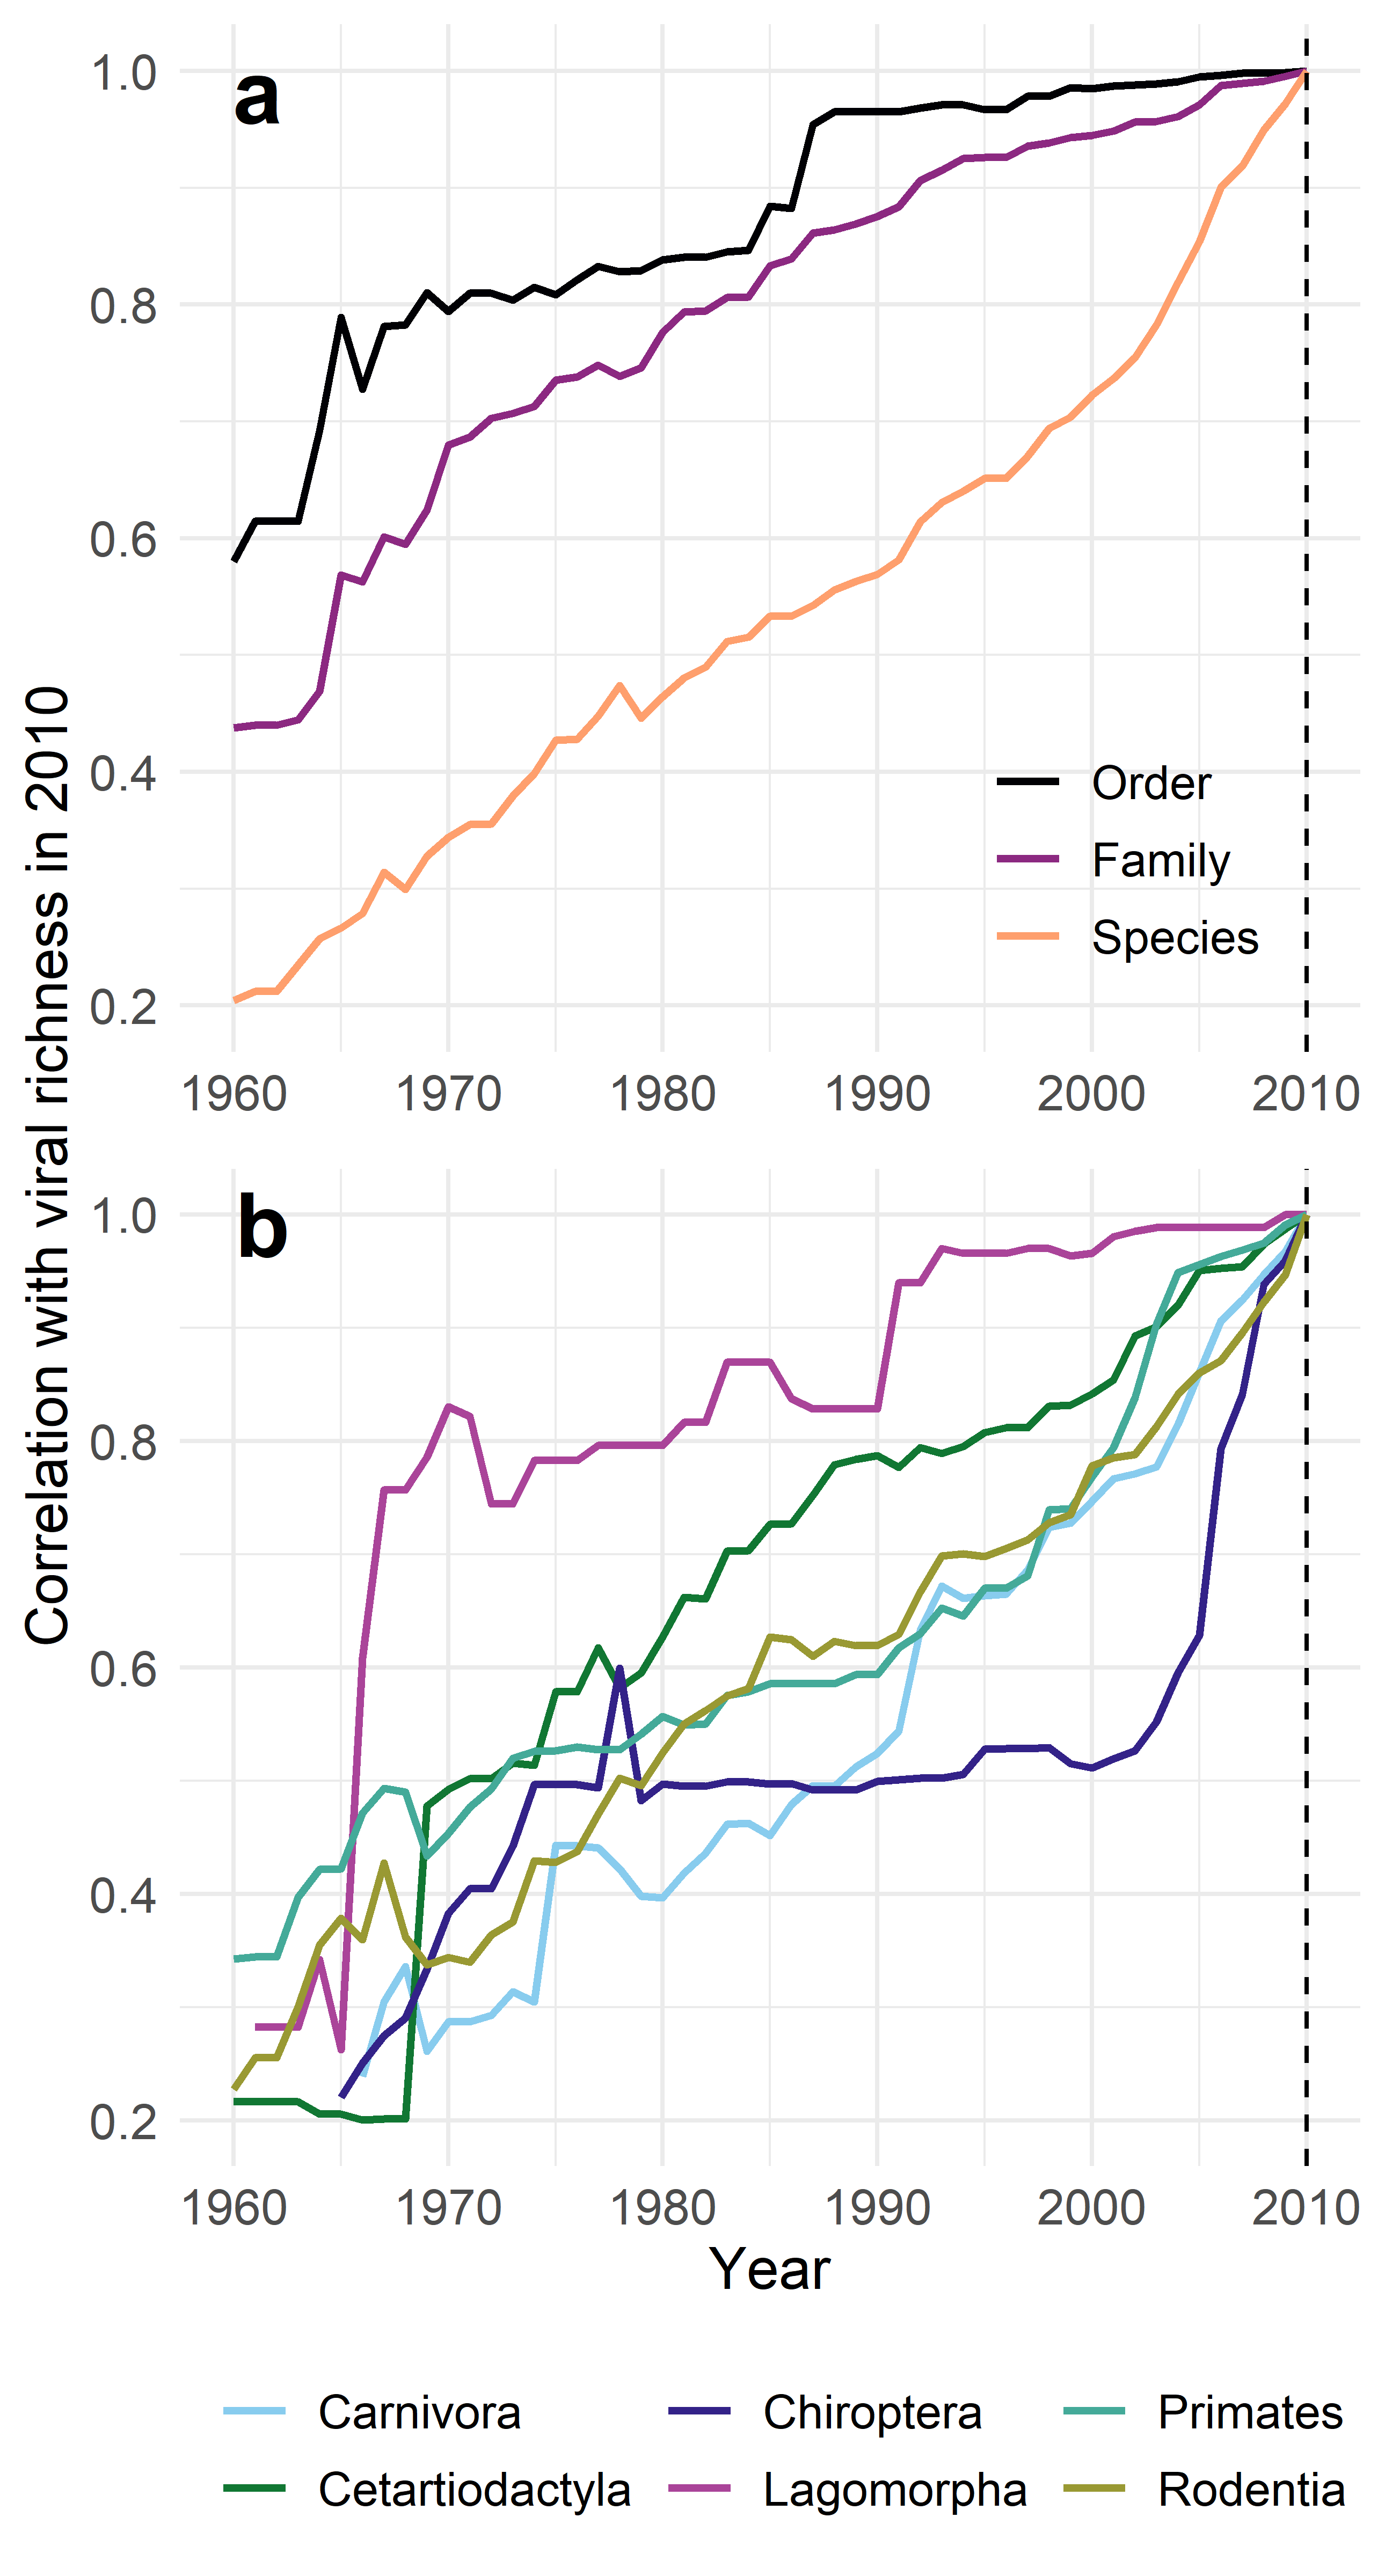 Correlation with viral richness in 2010
a
1.0
0.8
0.6
0.4
0.2
Order
Family
Species
1960 1970 1980 1990 2000 2010
b
1.0
0.8
0.6
0.4
0.2
1960 1970 1980 1990 2000 2010
Year
Carnivora Chiroptera Primates
Cetartiodactyla Lagomorpha Rodentia